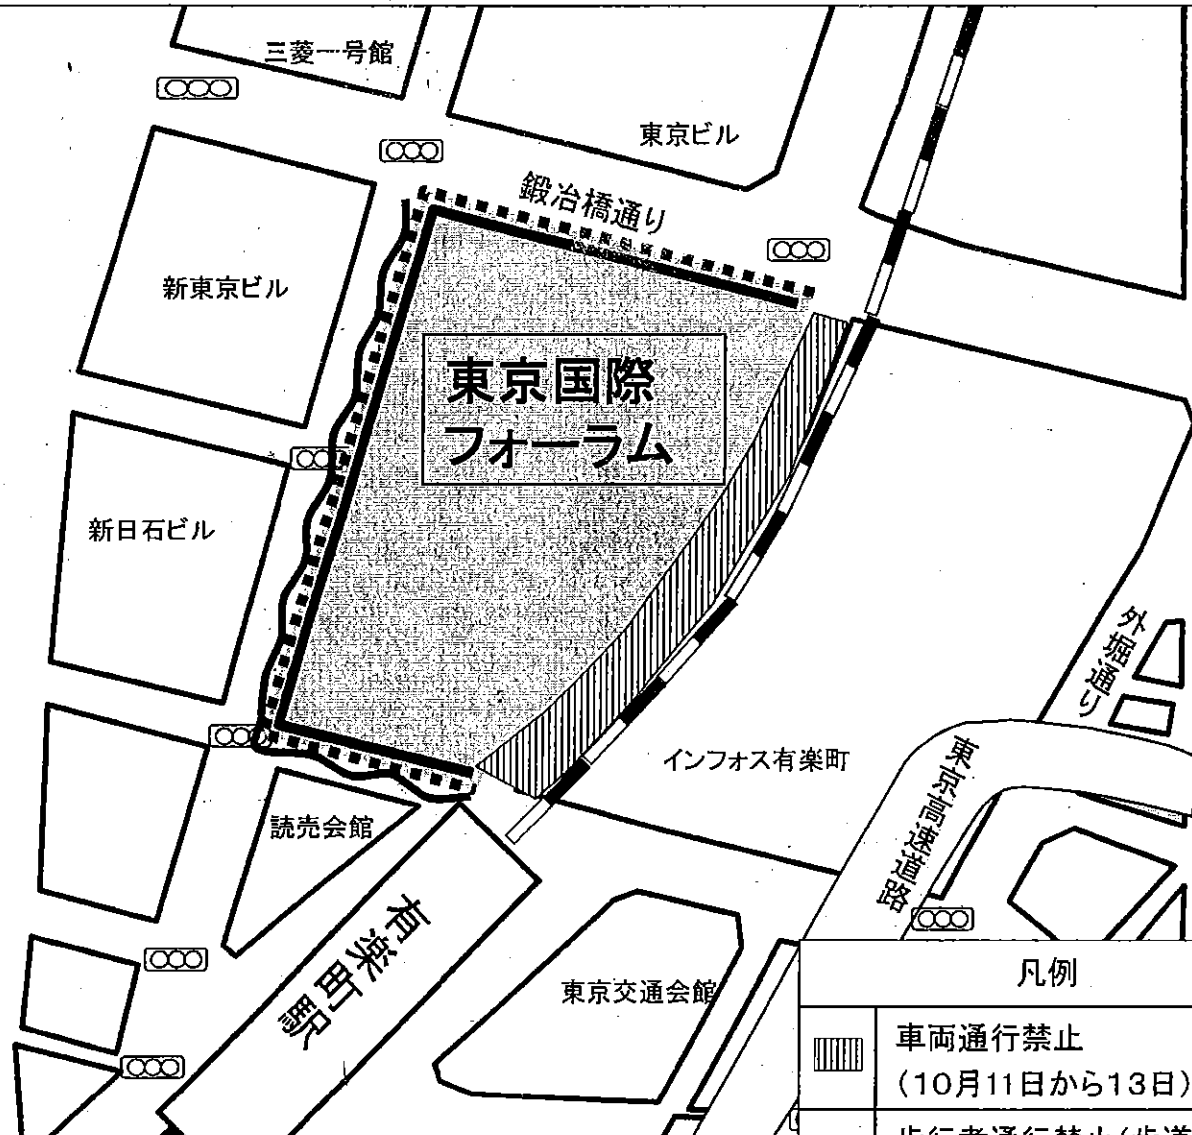 三菱一号館
東京ビル
鍛冶橋通り
新東京ビル
東京国際
フォーラム
新日石ビル
外堀通り
インフォス有楽町
東京高速道路
読売会館
有楽町駅
東京交通会館
凡例
車両通行禁止
(10月11日から13日)